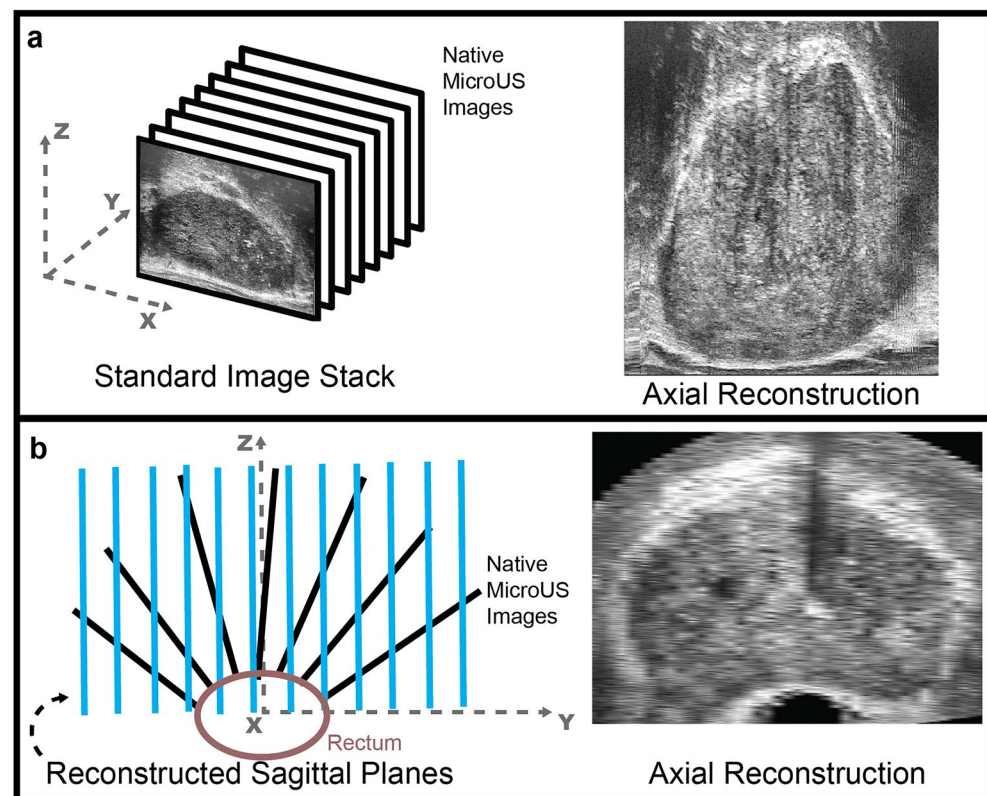 a
Native
MicroUS
Images
Z
Y
X
Standard Image Stack
Axial Reconstruction
b
Z
Native
MicroUS
Images
X
Y
Rectum
Reconstructed Sagittal Planes
Axial Reconstruction